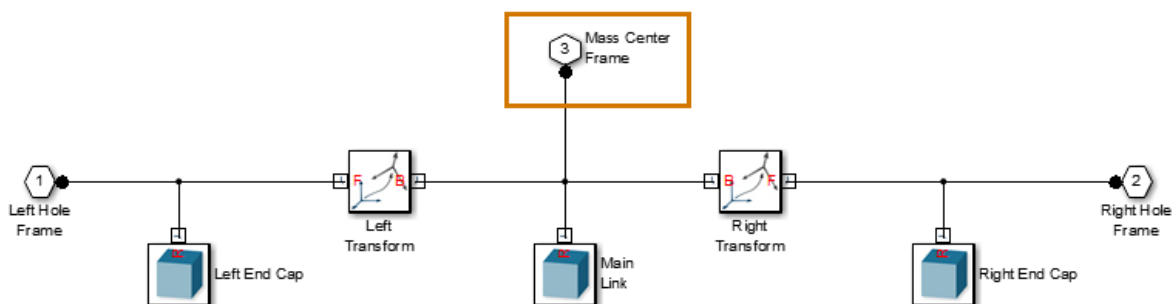 3
Mass Center
Frame
1
Left Hole
Frame
F
B
Left
Transform
B
F
Right
Transform
2
Right Hole
Frame
R
Left End Cap
R
Main
Link
R
Right End Cap